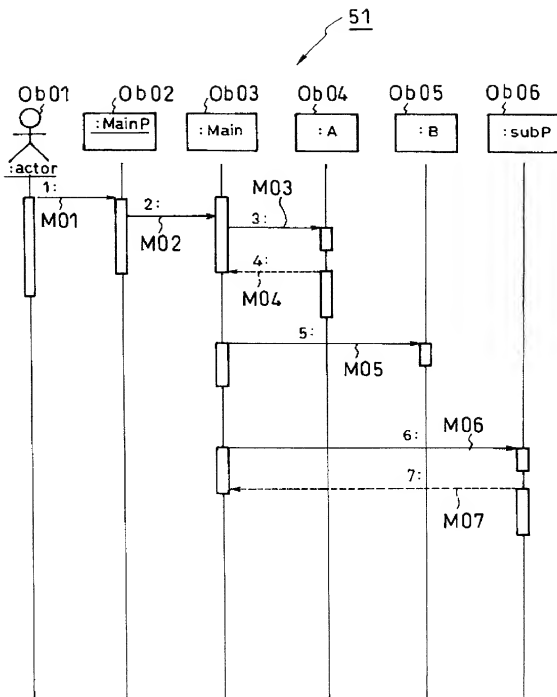 51
Ob01 Ob02 Ob03 Ob04 Ob05 Ob06
:MainP :Main :A :B :subP
:actor
1:
M01
2:
M02
M03
3:
4:
M04
5:
M05
M06
6:
7:
M07